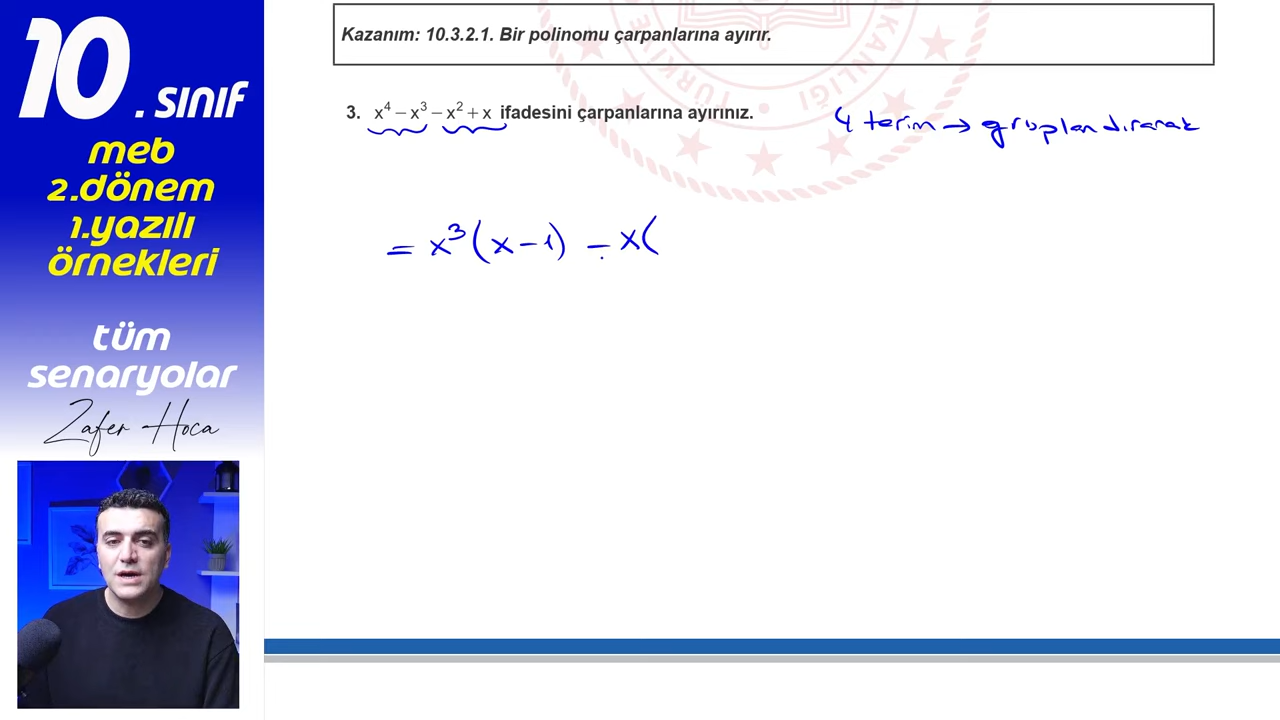 10. SINIF
meb
2.dönem
1.yazılı
örnekleri
tüm
senaryolar
Zafer Hoca
Kazanım: 10.3.2.1. Bir polinomu çarpanlarına ayırır.
3. x⁴ – x³ – x² + x ifadesini çarpanlarına ayırınız.
4 terim → gruplandırarak
= x³(x-1) - x(